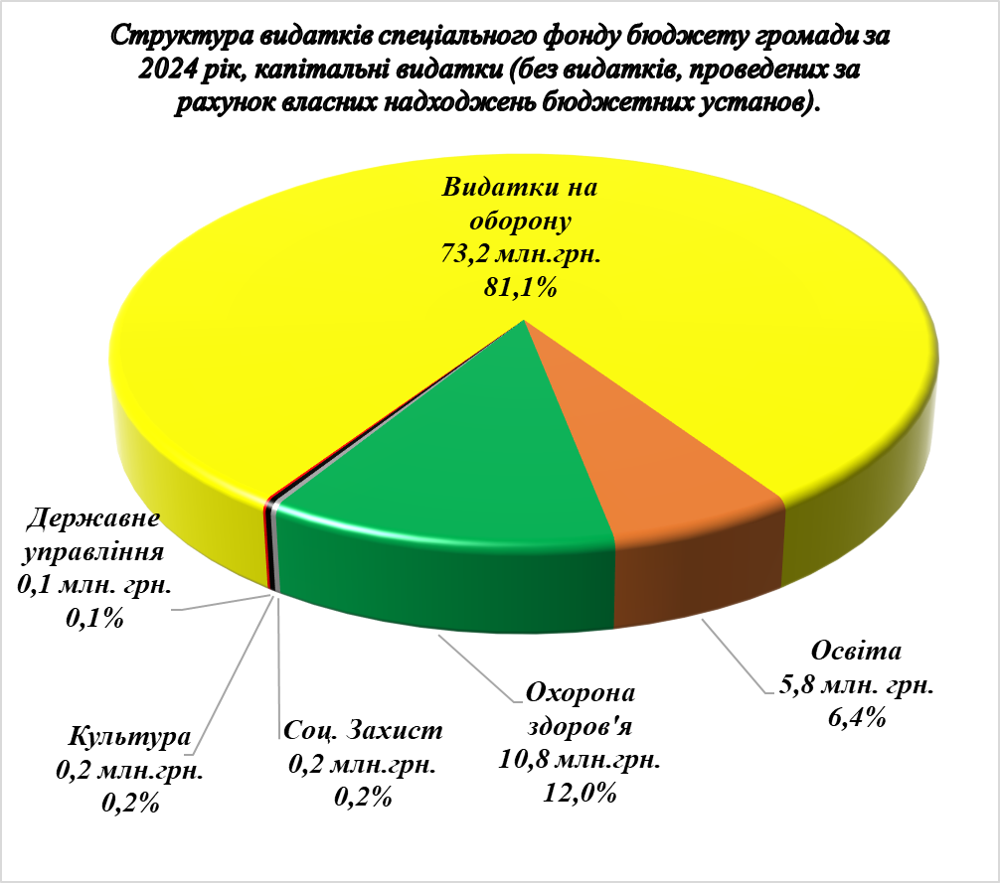 Структура видатків спеціального фонду бюджету громади за
2024 рік, капітальні видатки (без видатків, проведених за
рахунок власних надходжень бюджетних установ).
Видатки на
оборону
73,2 млн.грн.
81,1%
Державне
управління
0,1 млн. грн.
0,1%
Культура
0,2 млн.грн.
0,2%
Соц. Захист
0,2 млн.грн.
0,2%
Охорона
здоров'я
10,8 млн.грн.
12,0%
Освіта
5,8 млн. грн.
6,4%